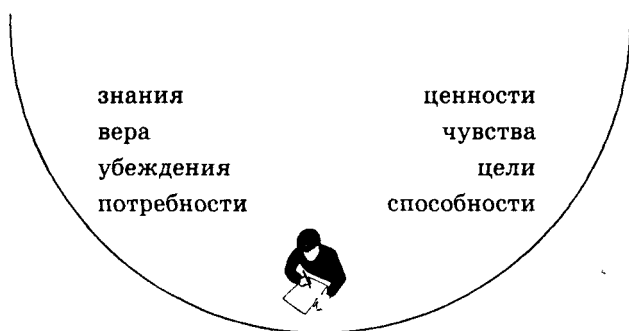 знания ценности
вера чувства
убеждения цели
потребности способности